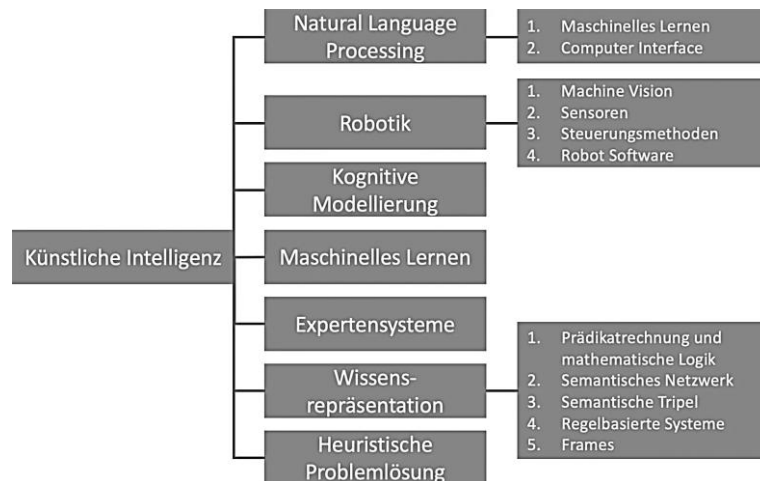 Natural Language
Processing
1. Maschinelles Lernen
2. Computer Interface
Robotik
1. Machine Vision
2. Sensoren
3. Steuerungsmethoden
4. Robot Software
Kognitive
Modellierung
Künstliche Intelligenz
Maschinelles Lernen
Expertensysteme
Wissens-
repräsentation
1. Prädikatrechnung und
mathematische Logik
2. Semantisches Netzwerk
3. Semantische Tripel
4. Regelbasierte Systeme
5. Frames
Heuristische
Problemlösung